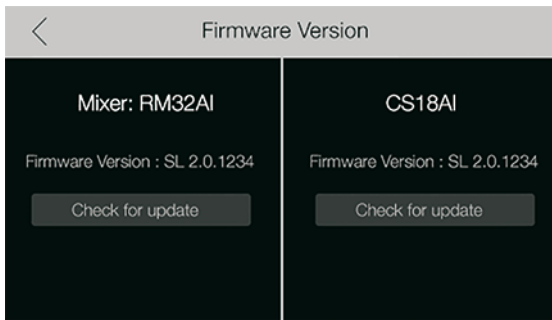 Firmware Version
Mixer: RM32AI
Firmware Version : SL 2.0.1234
Check for update
CS18AI
Firmware Version : SL 2.0.1234
Check for update